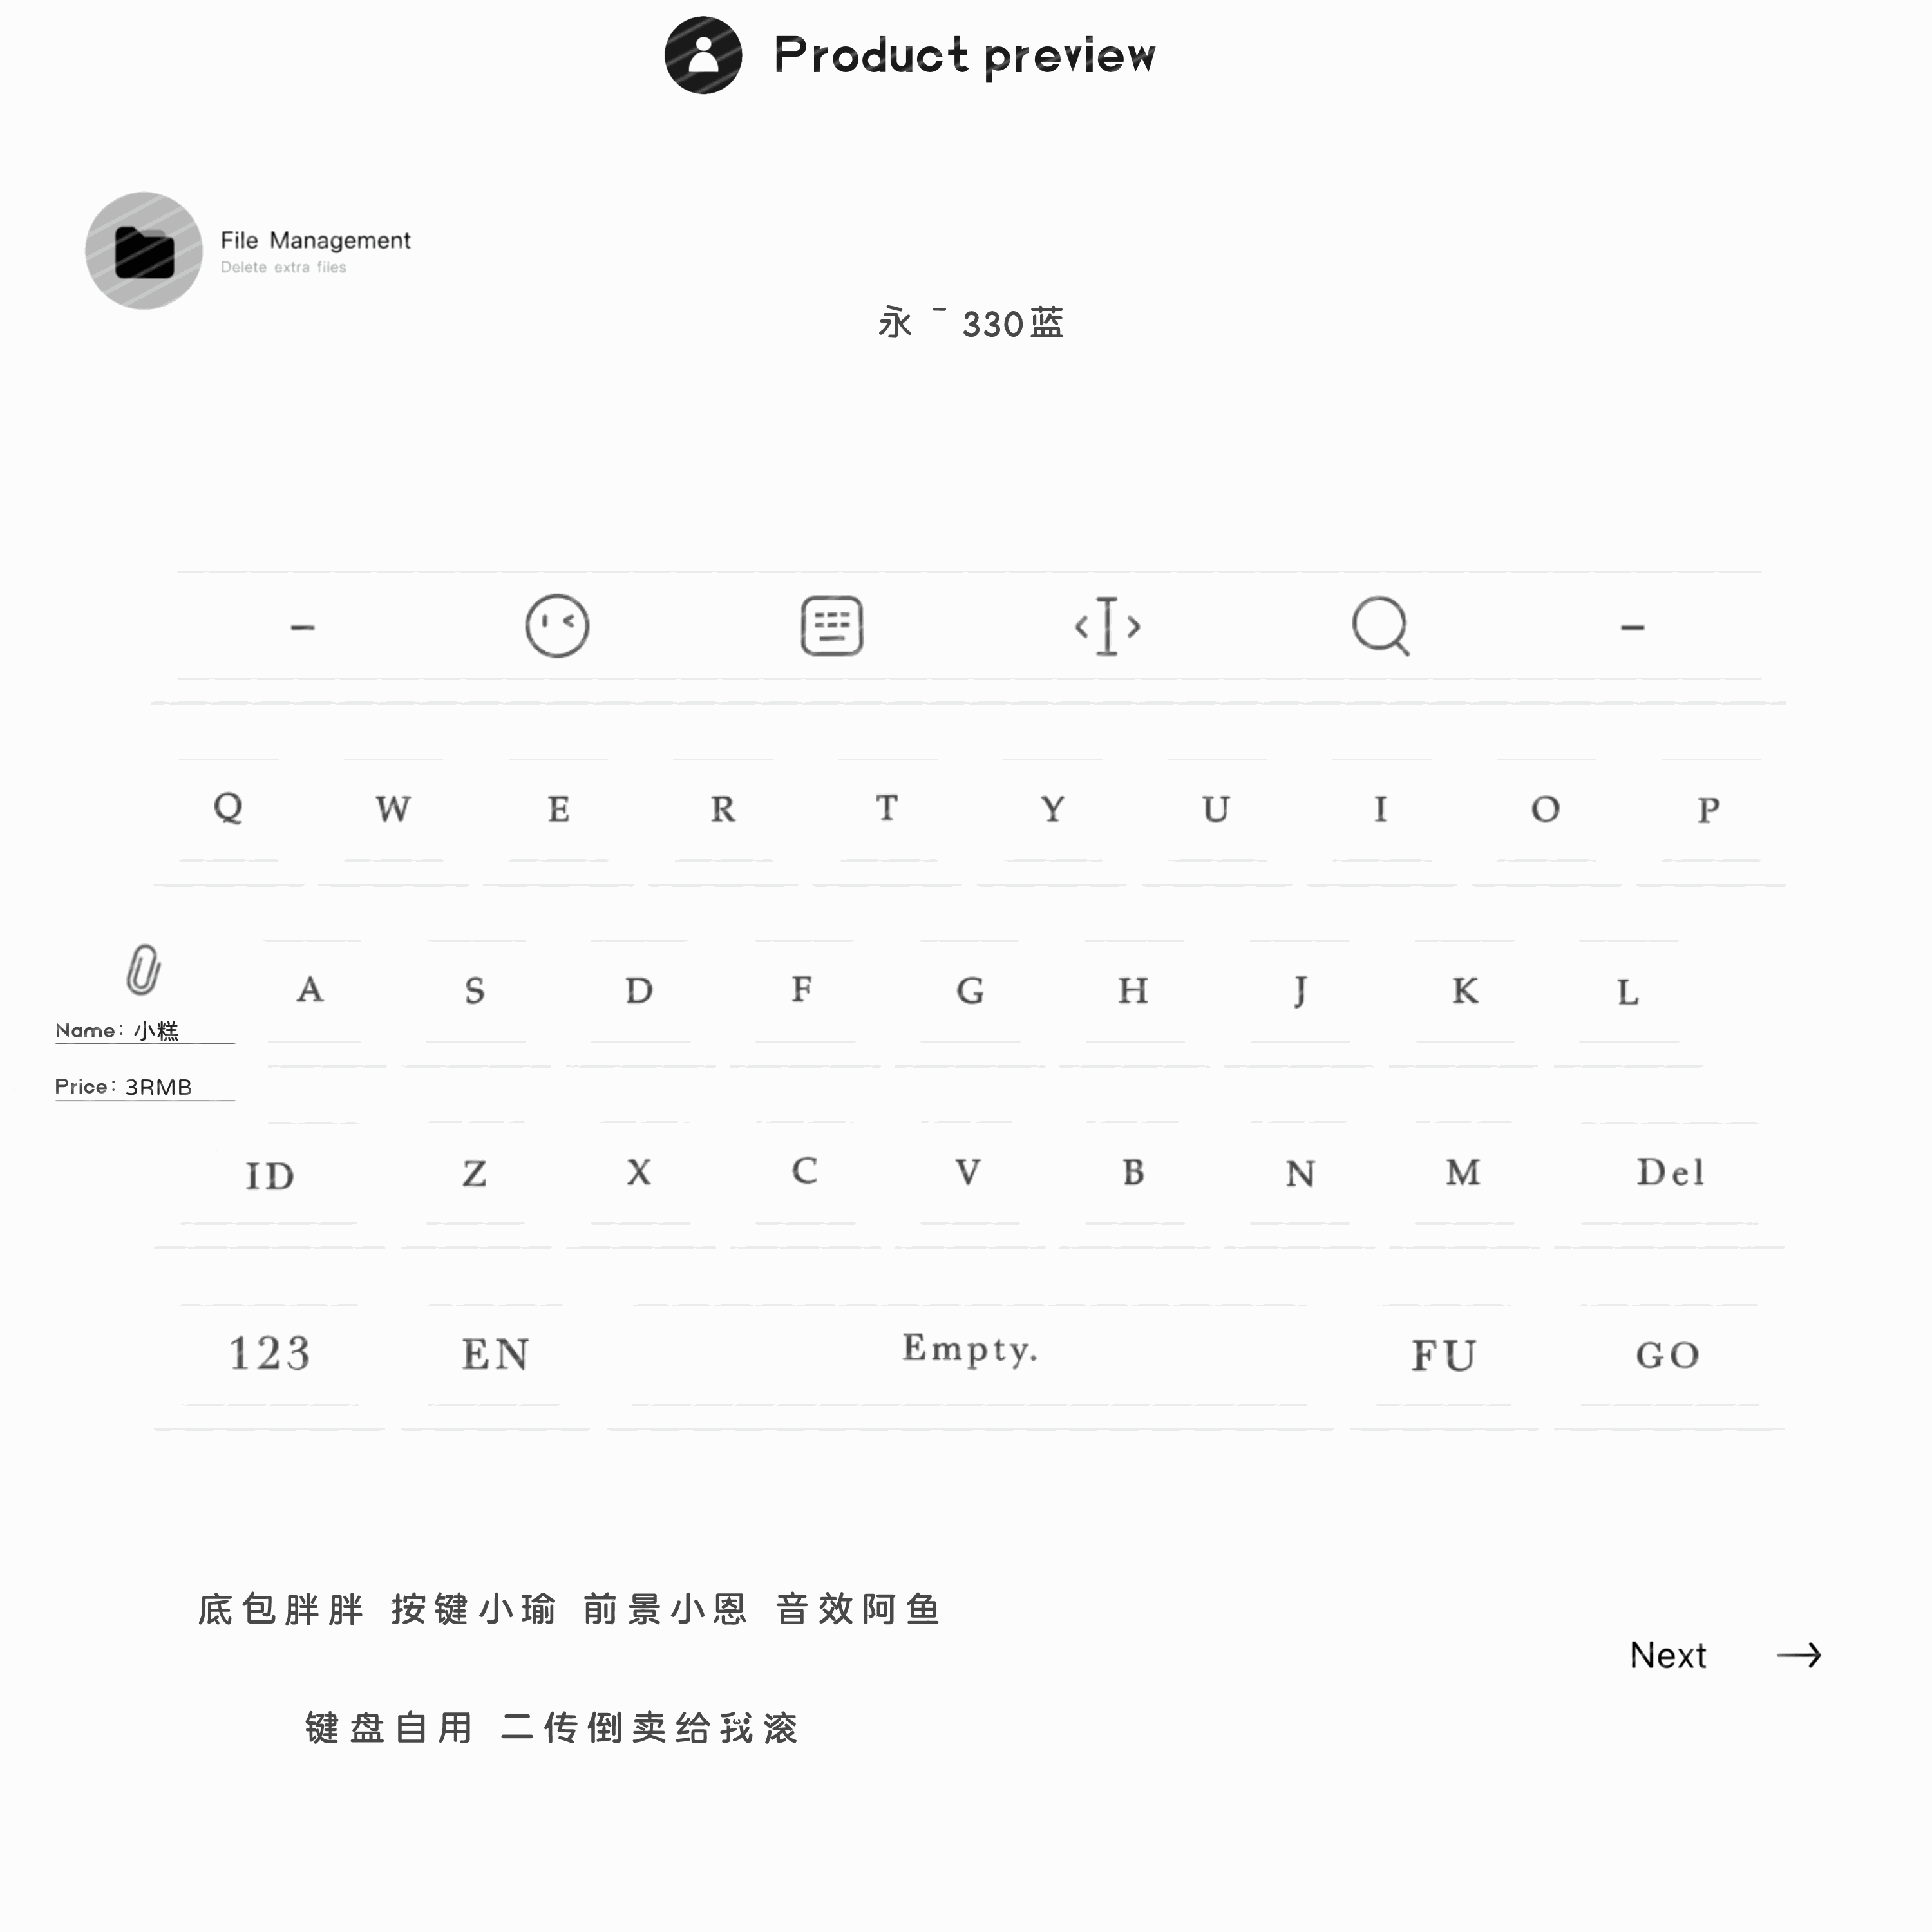 Product preview
File Management
Delete extra files
永 ¯ 330蓝
Q W E R T Y U I O P
A S D F G H J K L
Name: 小糕
Price: 3RMB
ID Z X C V B N M Del
123 EN Empty. FU GO
底包胖胖 按键小瑜 前景小恩 音效阿鱼
Next →
键盘自用 二传倒卖给我滚